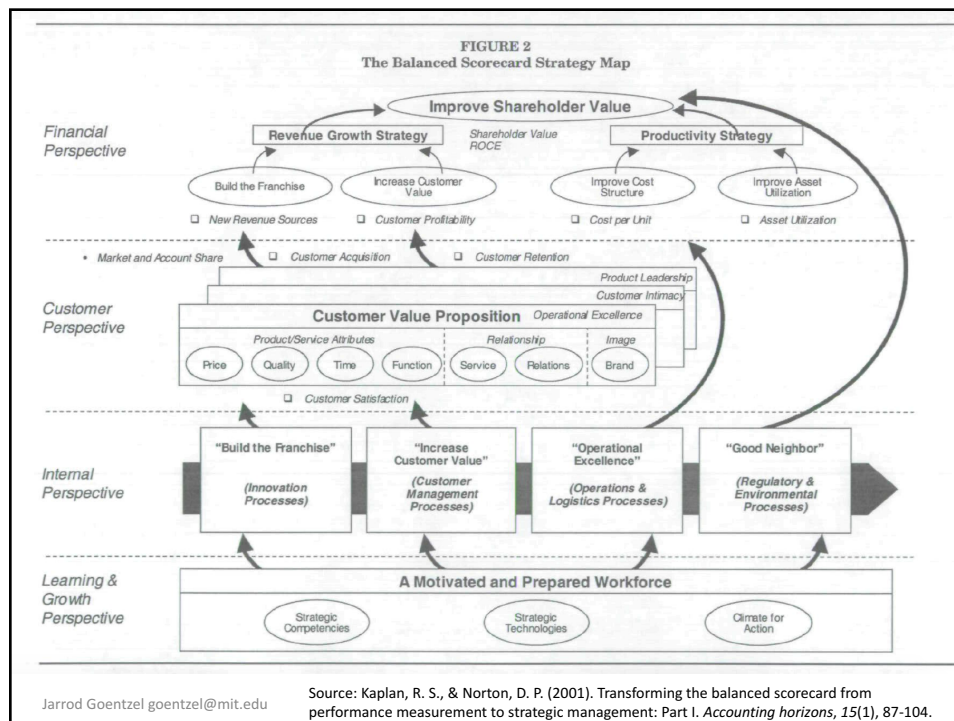 FIGURE 2
The Balanced Scorecard Strategy Map
Improve Shareholder Value
Financial
Perspective
Revenue Growth Strategy
Shareholder Value
ROCE
Productivity Strategy
Build the Franchise
Increase Customer
Value
Improve Cost
Structure
Improve Asset
Utilization
❑ New Revenue Sources
❑ Customer Profitability
❑ Cost per Unit
❑ Asset Utilization
• Market and Account Share
❑ Customer Acquisition
❑ Customer Retention
Product Leadership
Customer Intimacy
Customer
Perspective
Customer Value Proposition Operational Excellence
Product/Service Attributes
Relationship
Image
Price
Quality
Time
Function
Service
Relations
Brand
❑ Customer Satisfaction
Internal
Perspective
"Build the Franchise"
(Innovation
Processes)
"Increase
Customer Value"
(Customer
Management
Processes)
"Operational
Excellence"
(Operations &
Logistics Processes)
"Good Neighbor"
(Regulatory &
Environmental
Processes)
Learning &
Growth
Perspective
A Motivated and Prepared Workforce
Strategic
Competencies
Strategic
Technologies
Climate for
Action
Jarrod Goentzel goentzel@mit.edu
Source: Kaplan, R. S., & Norton, D. P. (2001). Transforming the balanced scorecard from
performance measurement to strategic management: Part I. Accounting horizons, 15(1), 87-104.